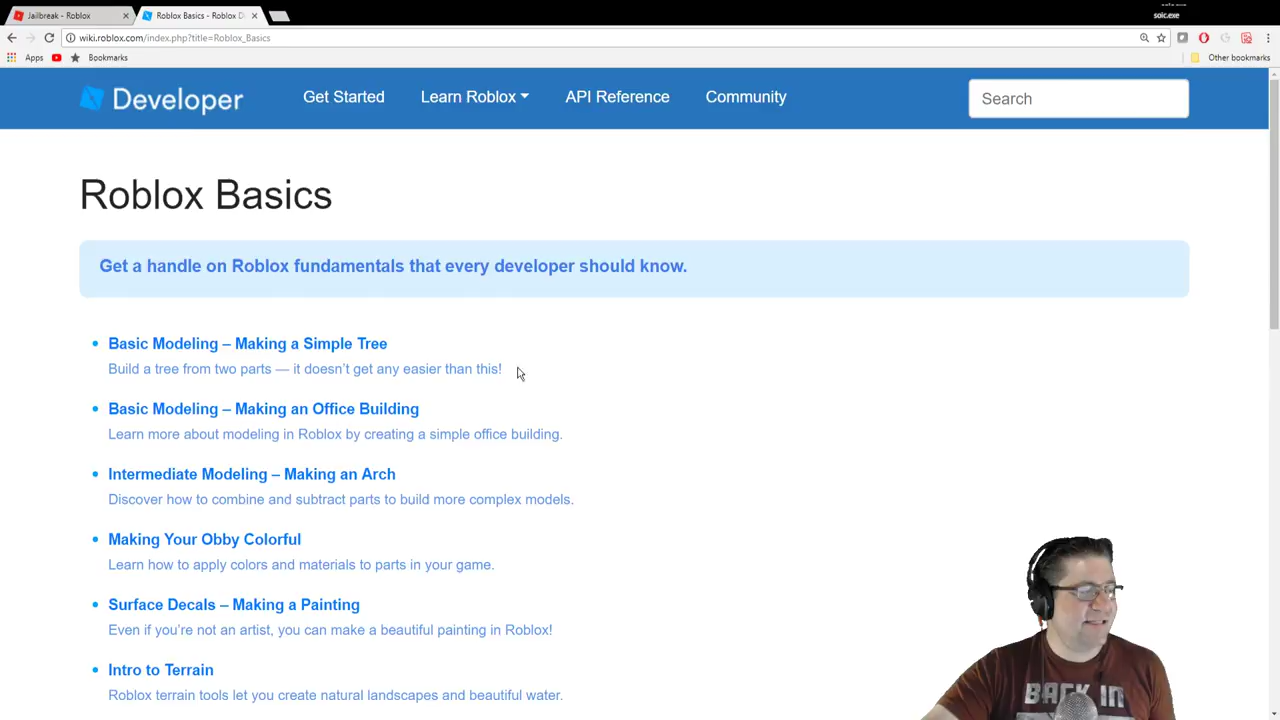 Jailbreak - Roblox
Roblox Basics - Roblox D
solc.exe
wiki.roblox.com/index.php?title=Roblox_Basics
Apps
Bookmarks
Other bookmarks
Developer
Get Started
Learn Roblox
API Reference
Community
Search
Roblox Basics
Get a handle on Roblox fundamentals that every developer should know.
Basic Modeling – Making a Simple Tree
Build a tree from two parts — it doesn’t get any easier than this!
Basic Modeling – Making an Office Building
Learn more about modeling in Roblox by creating a simple office building.
Intermediate Modeling – Making an Arch
Discover how to combine and subtract parts to build more complex models.
Making Your Obby Colorful
Learn how to apply colors and materials to parts in your game.
Surface Decals – Making a Painting
Even if you’re not an artist, you can make a beautiful painting in Roblox!
Intro to Terrain
Roblox terrain tools let you create natural landscapes and beautiful water.
BACK IN